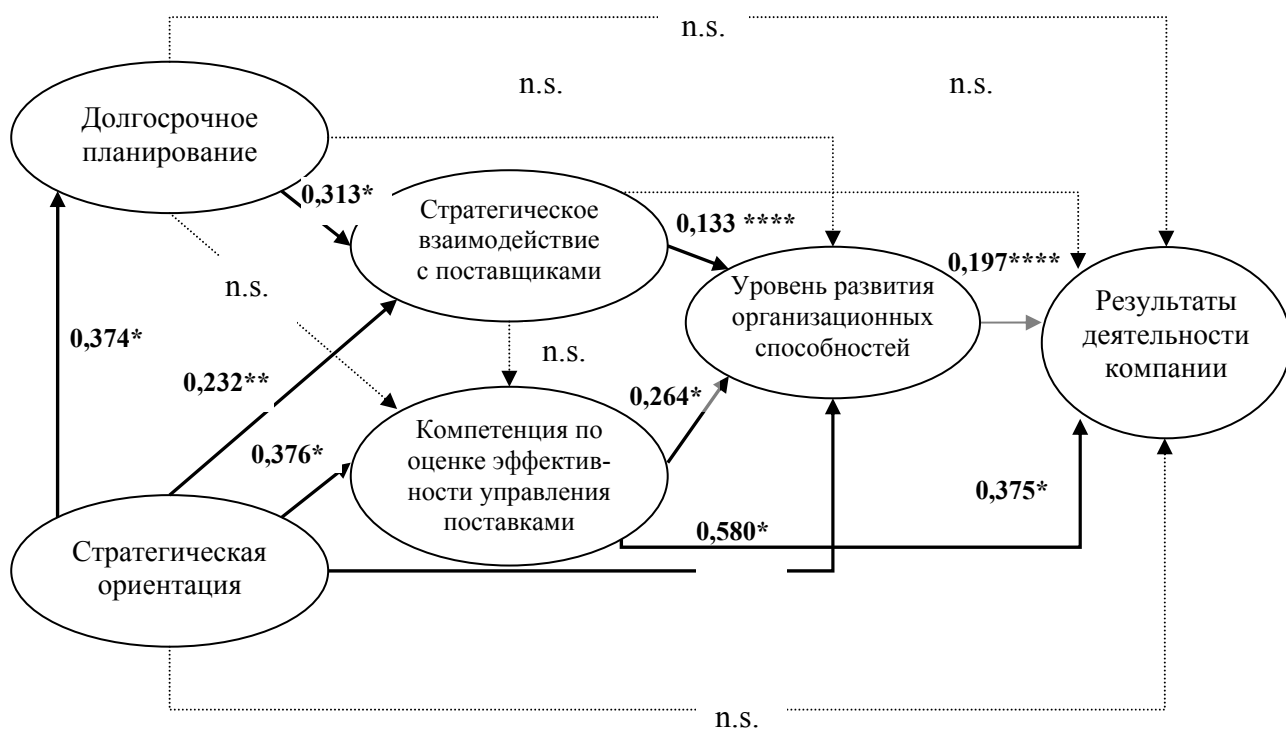 n.s.
n.s.
n.s.
Долгосрочное
планирование
0,313*
Стратегическое
взаимодействие
с поставщиками
0,133 ****
0,197****
Уровень развития
организационных
способностей
Результаты
деятельности
компании
n.s.
0,374*
n.s.
0,232**
0,264*
0,376*
Компетенция по
оценке эффектив-
ности управления
поставками
0,375*
0,580*
Стратегическая
ориентация
n.s.